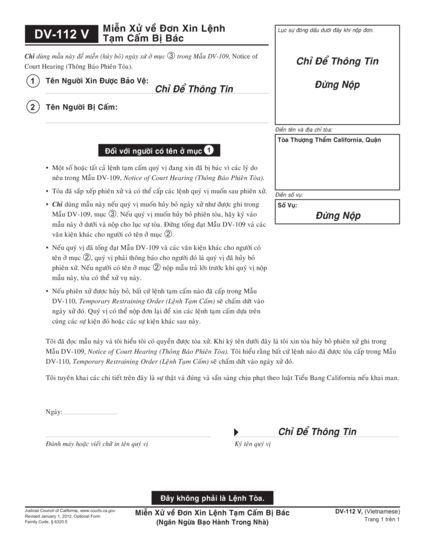 DV-112 V
Miễn Xử về Đơn Xin Lệnh
Tạm Cấm Bị Bác
Lục sự đóng dấu dưới đây khi nộp đơn.
Chỉ dùng mẫu này để miễn (hủy bỏ) ngày xử ở mục ③ trong Mẫu DV-109, Notice of
Court Hearing (Thông Báo Phiên Tòa).
Chỉ Để Thông Tin
Đừng Nộp
1 Tên Người Xin Được Bảo Vệ:
Chỉ Để Thông Tin
2 Tên Người Bị Cấm:
Điền tên và địa chỉ tòa:
Tòa Thượng Thẩm California, Quận
Đối với người có tên ở mục 1
• Một số hoặc tất cả lệnh tạm cấm quý vị đang xin đã bị bác vì các lý do
nêu trong Mẫu DV-109, Notice of Court Hearing (Thông Báo Phiên Tòa).
• Tòa đã sắp xếp phiên xử và có thể cấp các lệnh quý vị muốn sau phiên xử.
Điền số vụ:
Số Vụ:
Đừng Nộp
• Chỉ dùng mẫu này nếu quý vị muốn hủy bỏ ngày xử như được ghi trong
Mẫu DV-109, mục ③. Nếu quý vị muốn hủy bỏ phiên tòa, hãy ký vào
mẫu này ở dưới và nộp cho lục sự tòa. Đừng tống đạt Mẫu DV-109 và các
văn kiện khác cho người có tên ở mục ②.
• Nếu quý vị đã tống đạt Mẫu DV-109 và các văn kiện khác cho người có
tên ở mục ②, quý vị phải thông báo cho người đó là quý vị đã hủy bỏ
phiên xử. Nếu người có tên ở mục ② nộp mẫu trả lời trước khi quý vị nộp
mẫu này, tòa có thể xử vụ này.
• Nếu phiên xử được hủy bỏ, bất cứ lệnh tạm cấm nào đã cấp trong Mẫu
DV-110, Temporary Restraining Order (Lệnh Tạm Cấm) sẽ chấm dứt vào
ngày xử đó. Quý vị có thể nộp đơn lại để xin các lệnh tạm cấm dựa trên
cùng các sự kiện đó hoặc các sự kiện khác sau này.
Tôi đã đọc mẫu này và tôi hiểu tôi có quyền được tòa xử. Khi ký tên dưới đây là tôi xin tòa hủy bỏ phiên xử ghi trong
Mẫu DV-109, Notice of Court Hearing (Thông Báo Phiên Tòa). Tôi hiểu rằng bất cứ lệnh nào đã được tòa cấp trong Mẫu
DV-110, Temporary Restraining Order (Lệnh Tạm Cấm) sẽ chấm dứt vào ngày xử đó.
Tôi tuyên khai các chi tiết trên đây là sự thật và đúng và sẵn sàng chịu phạt theo luật Tiểu Bang California nếu khai man.
Ngày:
Chỉ Để Thông Tin
Đánh máy hoặc viết chữ in tên quý vị
Ký tên quý vị
Đây không phải là Lệnh Tòa.
Judicial Council of California, www.courts.ca.gov
Revised January 1, 2012, Optional Form
Family Code, § 6320.5
Miễn Xử về Đơn Xin Lệnh Tạm Cấm Bị Bác
(Ngăn Ngừa Bạo Hành Trong Nhà)
DV-112 V, (Vietnamese)
Trang 1 trên 1